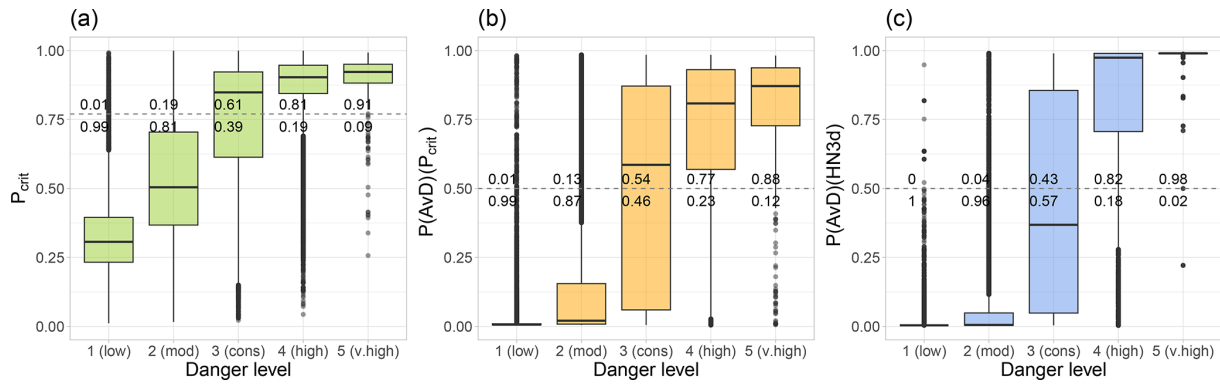 (a)
P_crit
1.00
0.75
0.50
0.25
0.00
0.01 0.19 0.61 0.81 0.91
0.99 0.81 0.39 0.19 0.09
1 (low) 2 (mod) 3 (cons) 4 (high) 5 (v.high)
Danger level
(b)
P(AvD)(P_crit)
1.00
0.75
0.50
0.25
0.00
0.01 0.13 0.54 0.77 0.88
0.99 0.87 0.46 0.23 0.12
1 (low) 2 (mod) 3 (cons) 4 (high) 5 (v.high)
Danger level
(c)
P(AvD)(HN3d)
1.00
0.75
0.50
0.25
0.00
0 0.04 0.43 0.82 0.98
1 0.96 0.57 0.18 0.02
1 (low) 2 (mod) 3 (cons) 4 (high) 5 (v.high)
Danger level